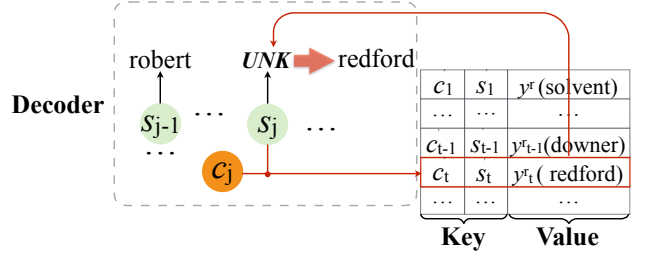 robert UNK redford
Decoder
s_{j-1} ... s_j ...
...
c_j
c_1 s_1 y^r (solvent)
... ... ...
c_{t-1} s_{t-1} y^r_{t-1}(downer)
c_t s_t y^r_t ( redford)
... ... ...
Key Value